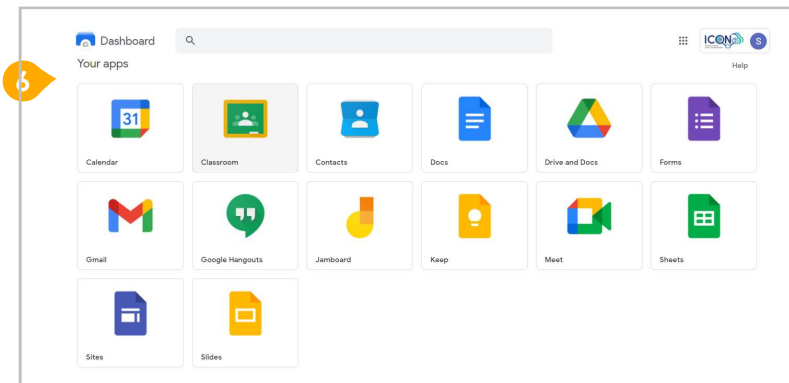 Dashboard
ICON
S
Your apps
Help
6
31
Calendar
Classroom
Contacts
Docs
Drive and Docs
Forms
Gmail
Google Hangouts
Jamboard
Keep
Meet
Sheets
Sites
Slides